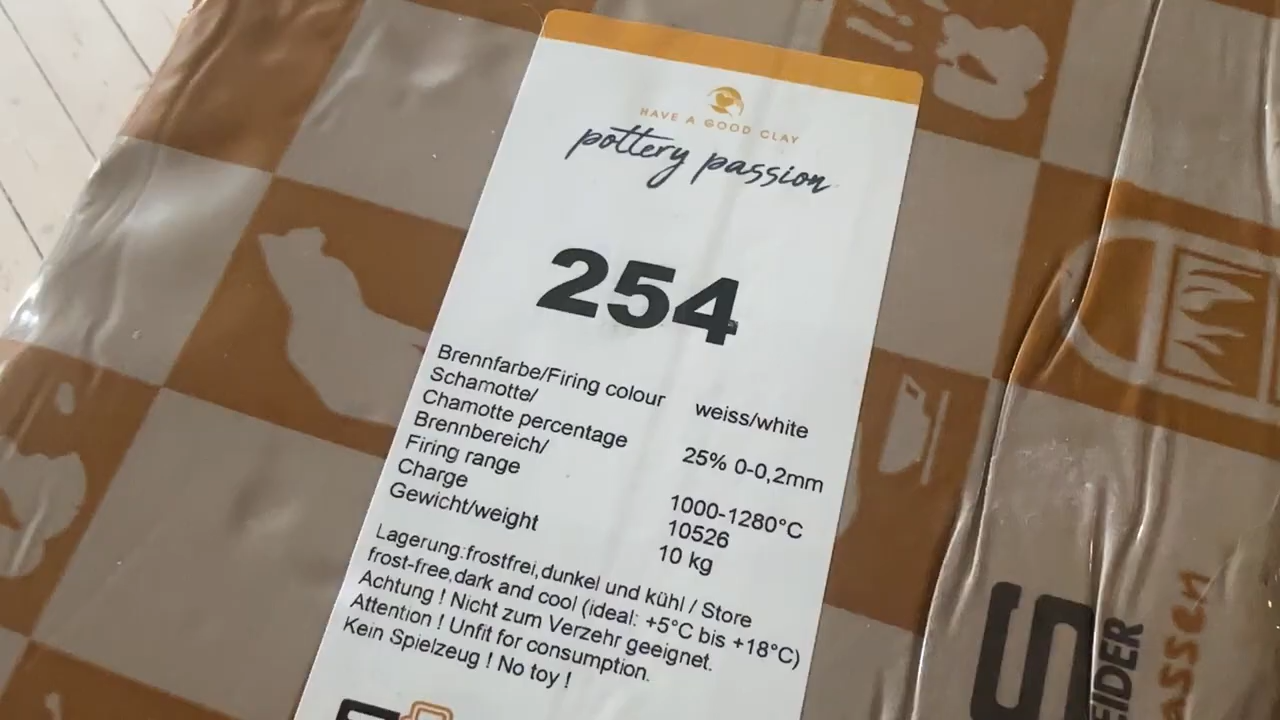 HAVE A GOOD CLAY
pottery passion
254
Brennfarbe/Firing colour weiss/white
Schamotte/
Chamotte percentage 25% 0-0,2mm
Brennbereich/
Firing range 1000-1280°C
Charge 10526
Gewicht/weight 10 kg
Lagerung:frostfrei,dunkel und kühl / Store
frost-free,dark and cool (ideal: +5°C bis +18°C)
Achtung ! Nicht zum Verzehr geeignet.
Attention ! Unfit for consumption.
Kein Spielzeug ! No toy !
EIDER
assen